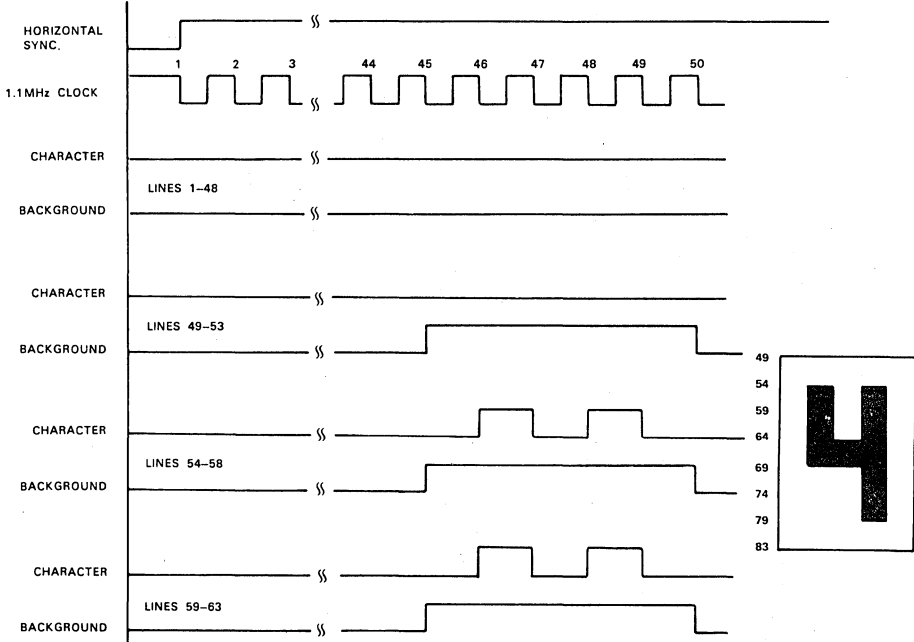 HORIZONTAL
SYNC.
1 2 3 44 45 46 47 48 49 50
1.1MHz CLOCK
CHARACTER
LINES 1–48
BACKGROUND
CHARACTER
LINES 49–53
BACKGROUND
49
54
59
CHARACTER
64
LINES 54–58
69
BACKGROUND
74
79
83
CHARACTER
LINES 59–63
BACKGROUND
4